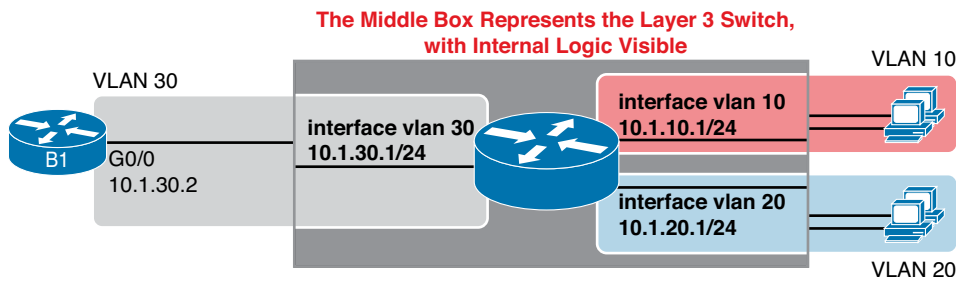 The Middle Box Represents the Layer 3 Switch,
with Internal Logic Visible
VLAN 30
B1
G0/0
10.1.30.2
interface vlan 30
10.1.30.1/24
interface vlan 10
10.1.10.1/24
VLAN 10
interface vlan 20
10.1.20.1/24
VLAN 20